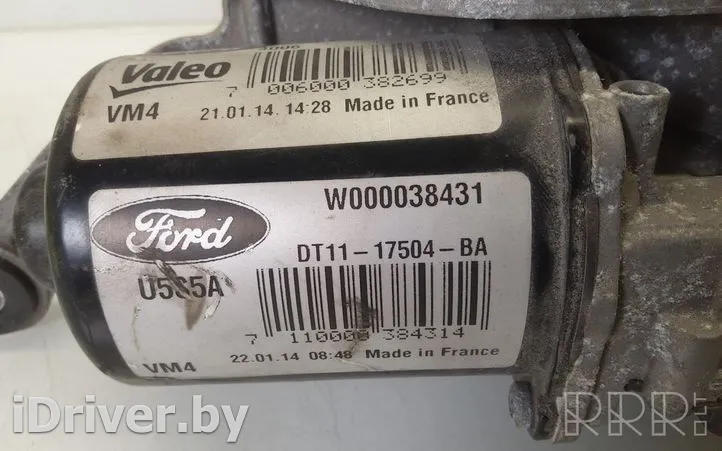 Valeo
7 006000 382699
VM4 21.01.14. 14:28 Made in France
W000038431
Ford
DT11-17504-BA
7 110000 384314
VM4 22.01.14 08:48 Made in France
iDriver.by
RRR